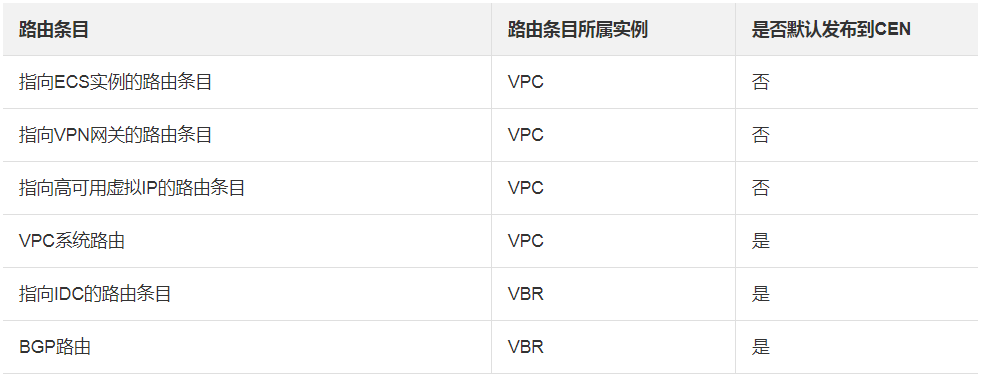 路由条目 路由条目所属实例 是否默认发布到CEN
指向ECS实例的路由条目 VPC 否
指向VPN网关的路由条目 VPC 否
指向高可用虚拟IP的路由条目 VPC 否
VPC系统路由 VPC 是
指向IDC的路由条目 VBR 是
BGP路由 VBR 是